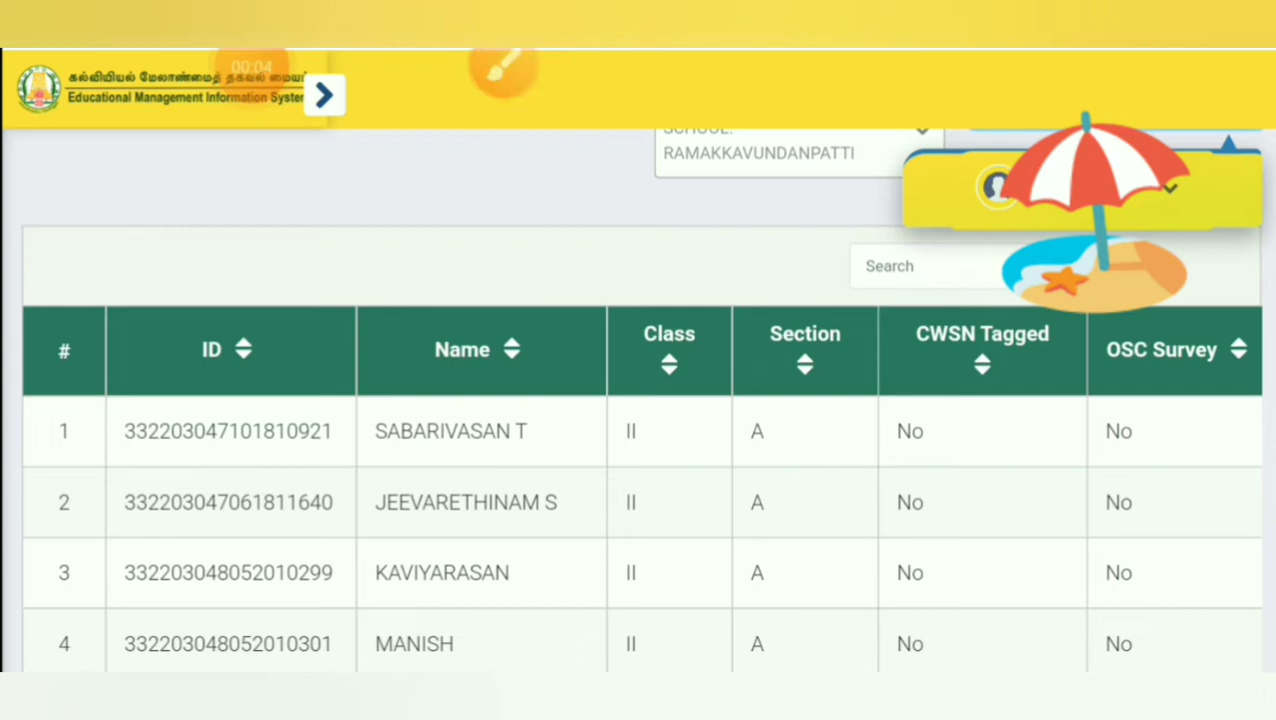 00:04
கல்வியியல் மேலாண்மைத் தகவல்
Educational Management Information
SCHOOL:
RAMAKKAVUNDANPATTI
Search
# ID Name Class Section CWSN Tagged OSC Survey
1 332203047101810921 SABARIVASAN T II A No No
2 332203047061811640 JEEVARETHINAM S II A No No
3 332203048052010299 KAVIYARASAN II A No No
4 332203048052010301 MANISH II A No No